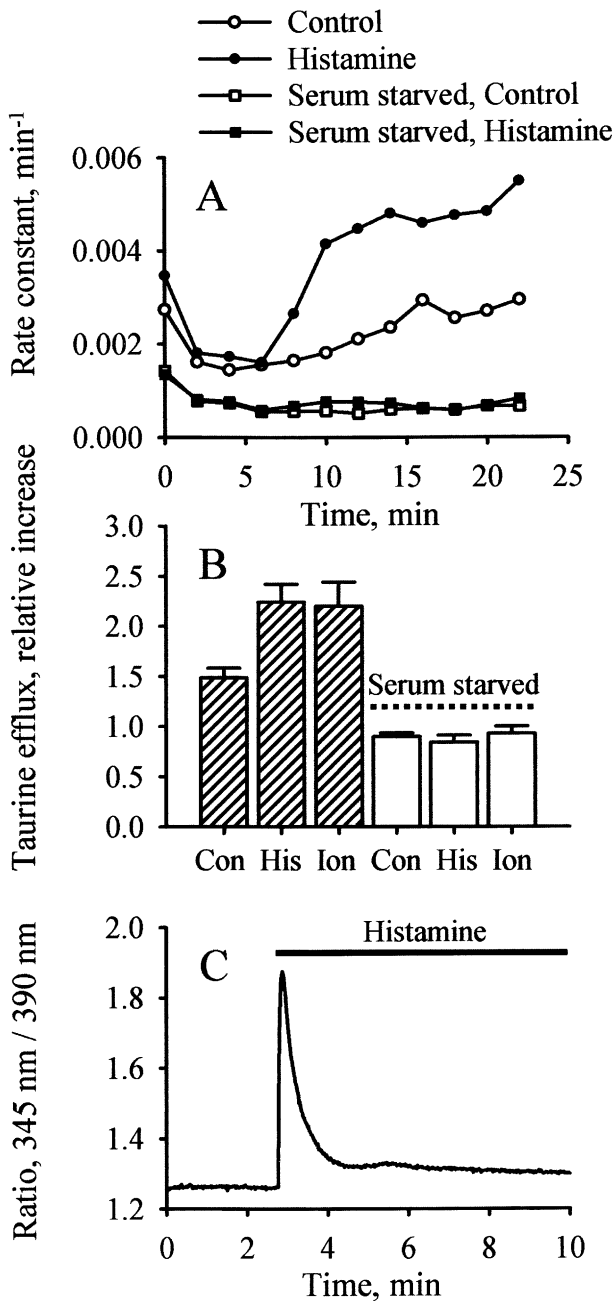 Control
Histamine
Serum starved, Control
Serum starved, Histamine
Rate constant, min-1
A
0.006
0.004
0.002
0.000
0 5 10 15 20 25
Time, min
Taurine efflux, relative increase
B
3.0
2.5
2.0
1.5
1.0
0.5
0.0
Serum starved
Con His Ion Con His Ion
Ratio, 345 nm / 390 nm
C
Histamine
2.0
1.8
1.6
1.4
1.2
0 2 4 6 8 10
Time, min